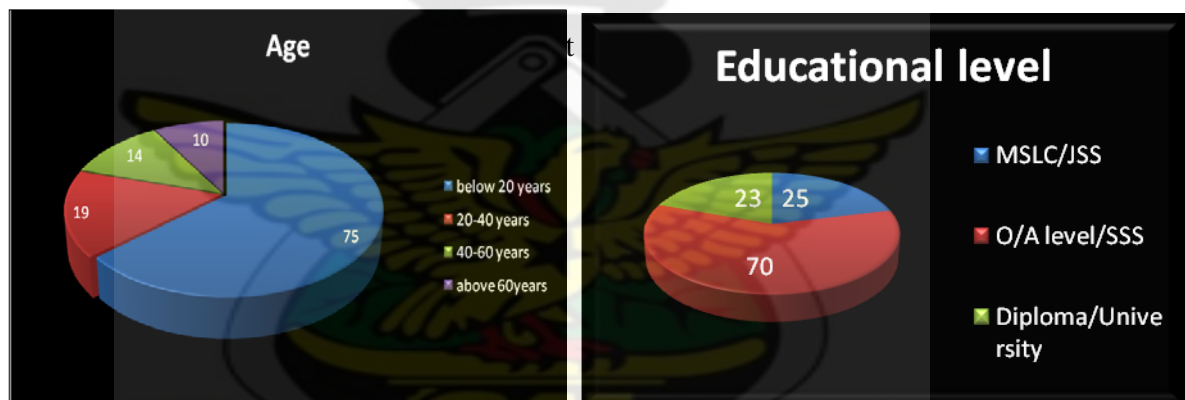 Age
t
10
14
19
75
below 20 years
20-40 years
40-60 years
above 60years
Educational level
23 25
70
MSLC/JSS
O/A level/SSS
Diploma/Unive
rsity